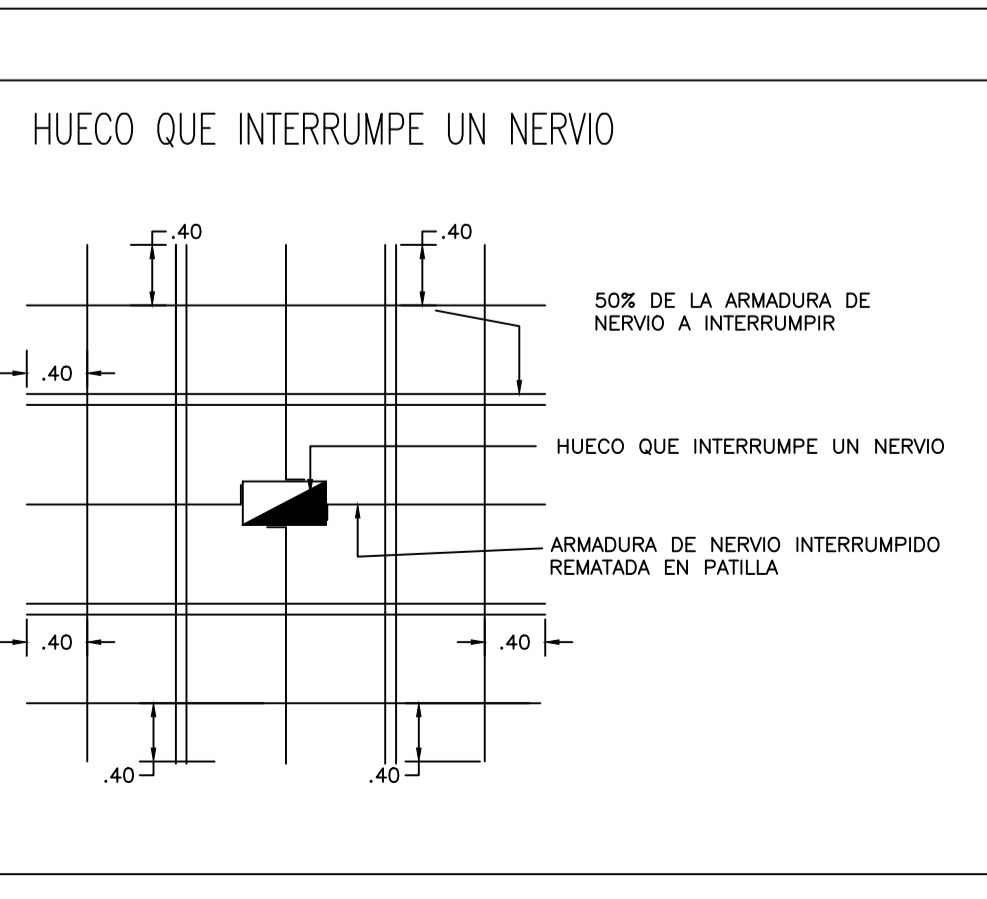 HUECO QUE INTERRUMPE UN NERVIO
.40
.40
50% DE LA ARMADURA DE
NERVIO A INTERRUMPIR
.40
HUECO QUE INTERRUMPE UN NERVIO
ARMADURA DE NERVIO INTERRUMPIDO
REMATADA EN PATILLA
.40
.40
.40
.40